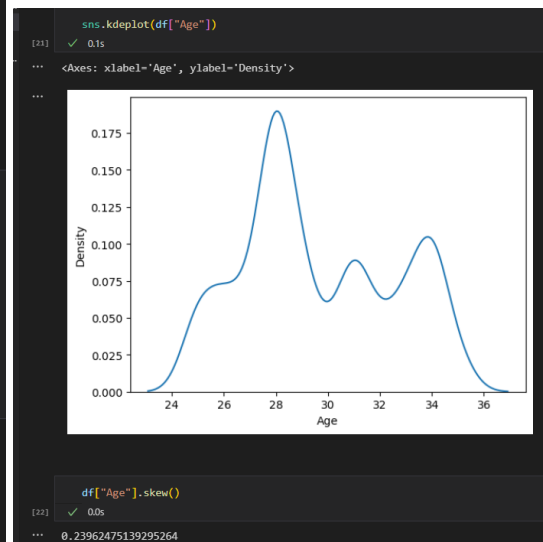 sns.kdeplot(df["Age"])
[21] ✓ 0.1s
... <Axes: xlabel='Age', ylabel='Density'>
...
0.175
0.150
0.125
0.100
0.075
0.050
0.025
0.000
Density
24 26 28 30 32 34 36
Age
df["Age"].skew()
[22] ✓ 0.0s
... 0.23962475139295264